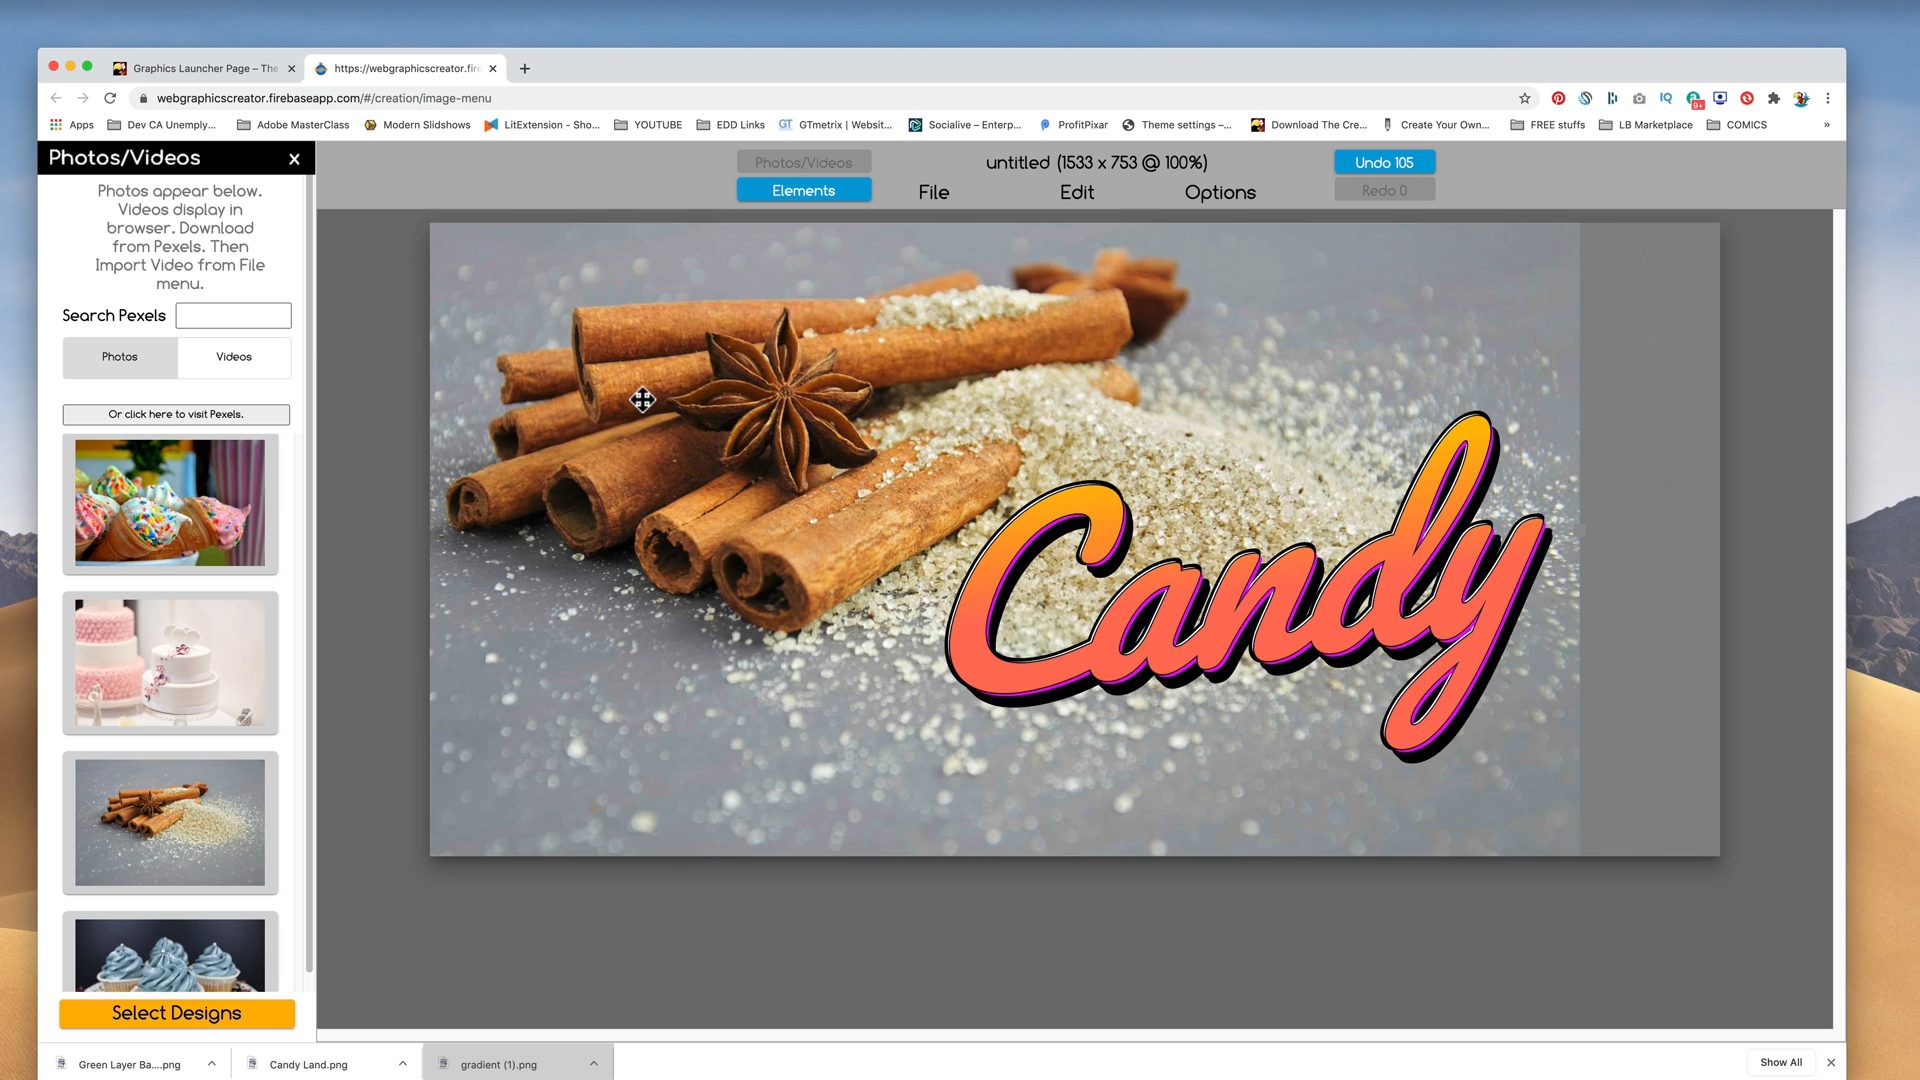 Graphics Launcher Page – The
https://webgraphicscreator.fire
webgraphicscreator.firebaseapp.com/#/creation/image-menu
IQ
9+
Apps
Dev CA Unemply...
Adobe MasterClass
Modern Slidshows
LitExtension - Sho...
YOUTUBE
EDD Links
GT
GTmetrix | Websit...
Socialive – Enterp...
ProfitPixar
Theme settings –...
Download The Cre...
Create Your Own...
FREE stuffs
LB Marketplace
COMICS
»
Photos/Videos
Photos appear below.
Videos display in
browser. Download
from Pexels. Then
Import Video from File
menu.
Search Pexels
Photos
Videos
Or click here to visit Pexels.
Select Designs
Photos/Videos
Elements
untitled (1533 x 753 @ 100%)
File
Edit
Options
Undo 105
Redo 0
Candy
Green Layer Ba....png
Candy Land.png
gradient (1).png
Show All